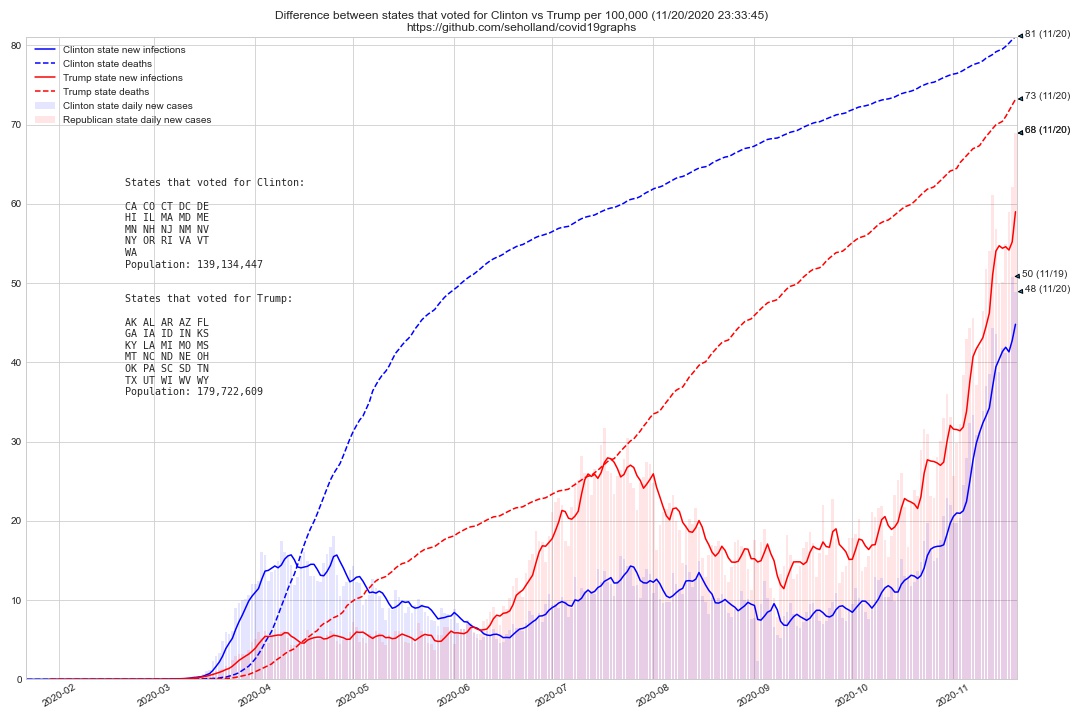 Difference between states that voted for Clinton vs Trump per 100,000 (11/20/2020 23:33:45)
https://github.com/seholland/covid19graphs
81 (11/20)
80
Clinton state new infections
Clinton state deaths
Trump state new infections
Trump state deaths
Clinton state daily new cases
Republican state daily new cases
73 (11/20)
70
68 (11/20)
States that voted for Clinton:
CA CO CT DC DE
HI IL MA MD ME
MN NH NJ NM NV
NY OR RI VA VT
WA
Population: 139,134,447
60
States that voted for Trump:
AK AL AR AZ FL
GA IA ID IN KS
KY LA MI MO MS
MT NC ND NE OH
OK PA SC SD TN
TX UT WI WV WY
Population: 179,722,609
50 (11/19)
50
48 (11/20)
40
30
20
10
0
2020-02
2020-03
2020-04
2020-05
2020-06
2020-07
2020-08
2020-09
2020-10
2020-11